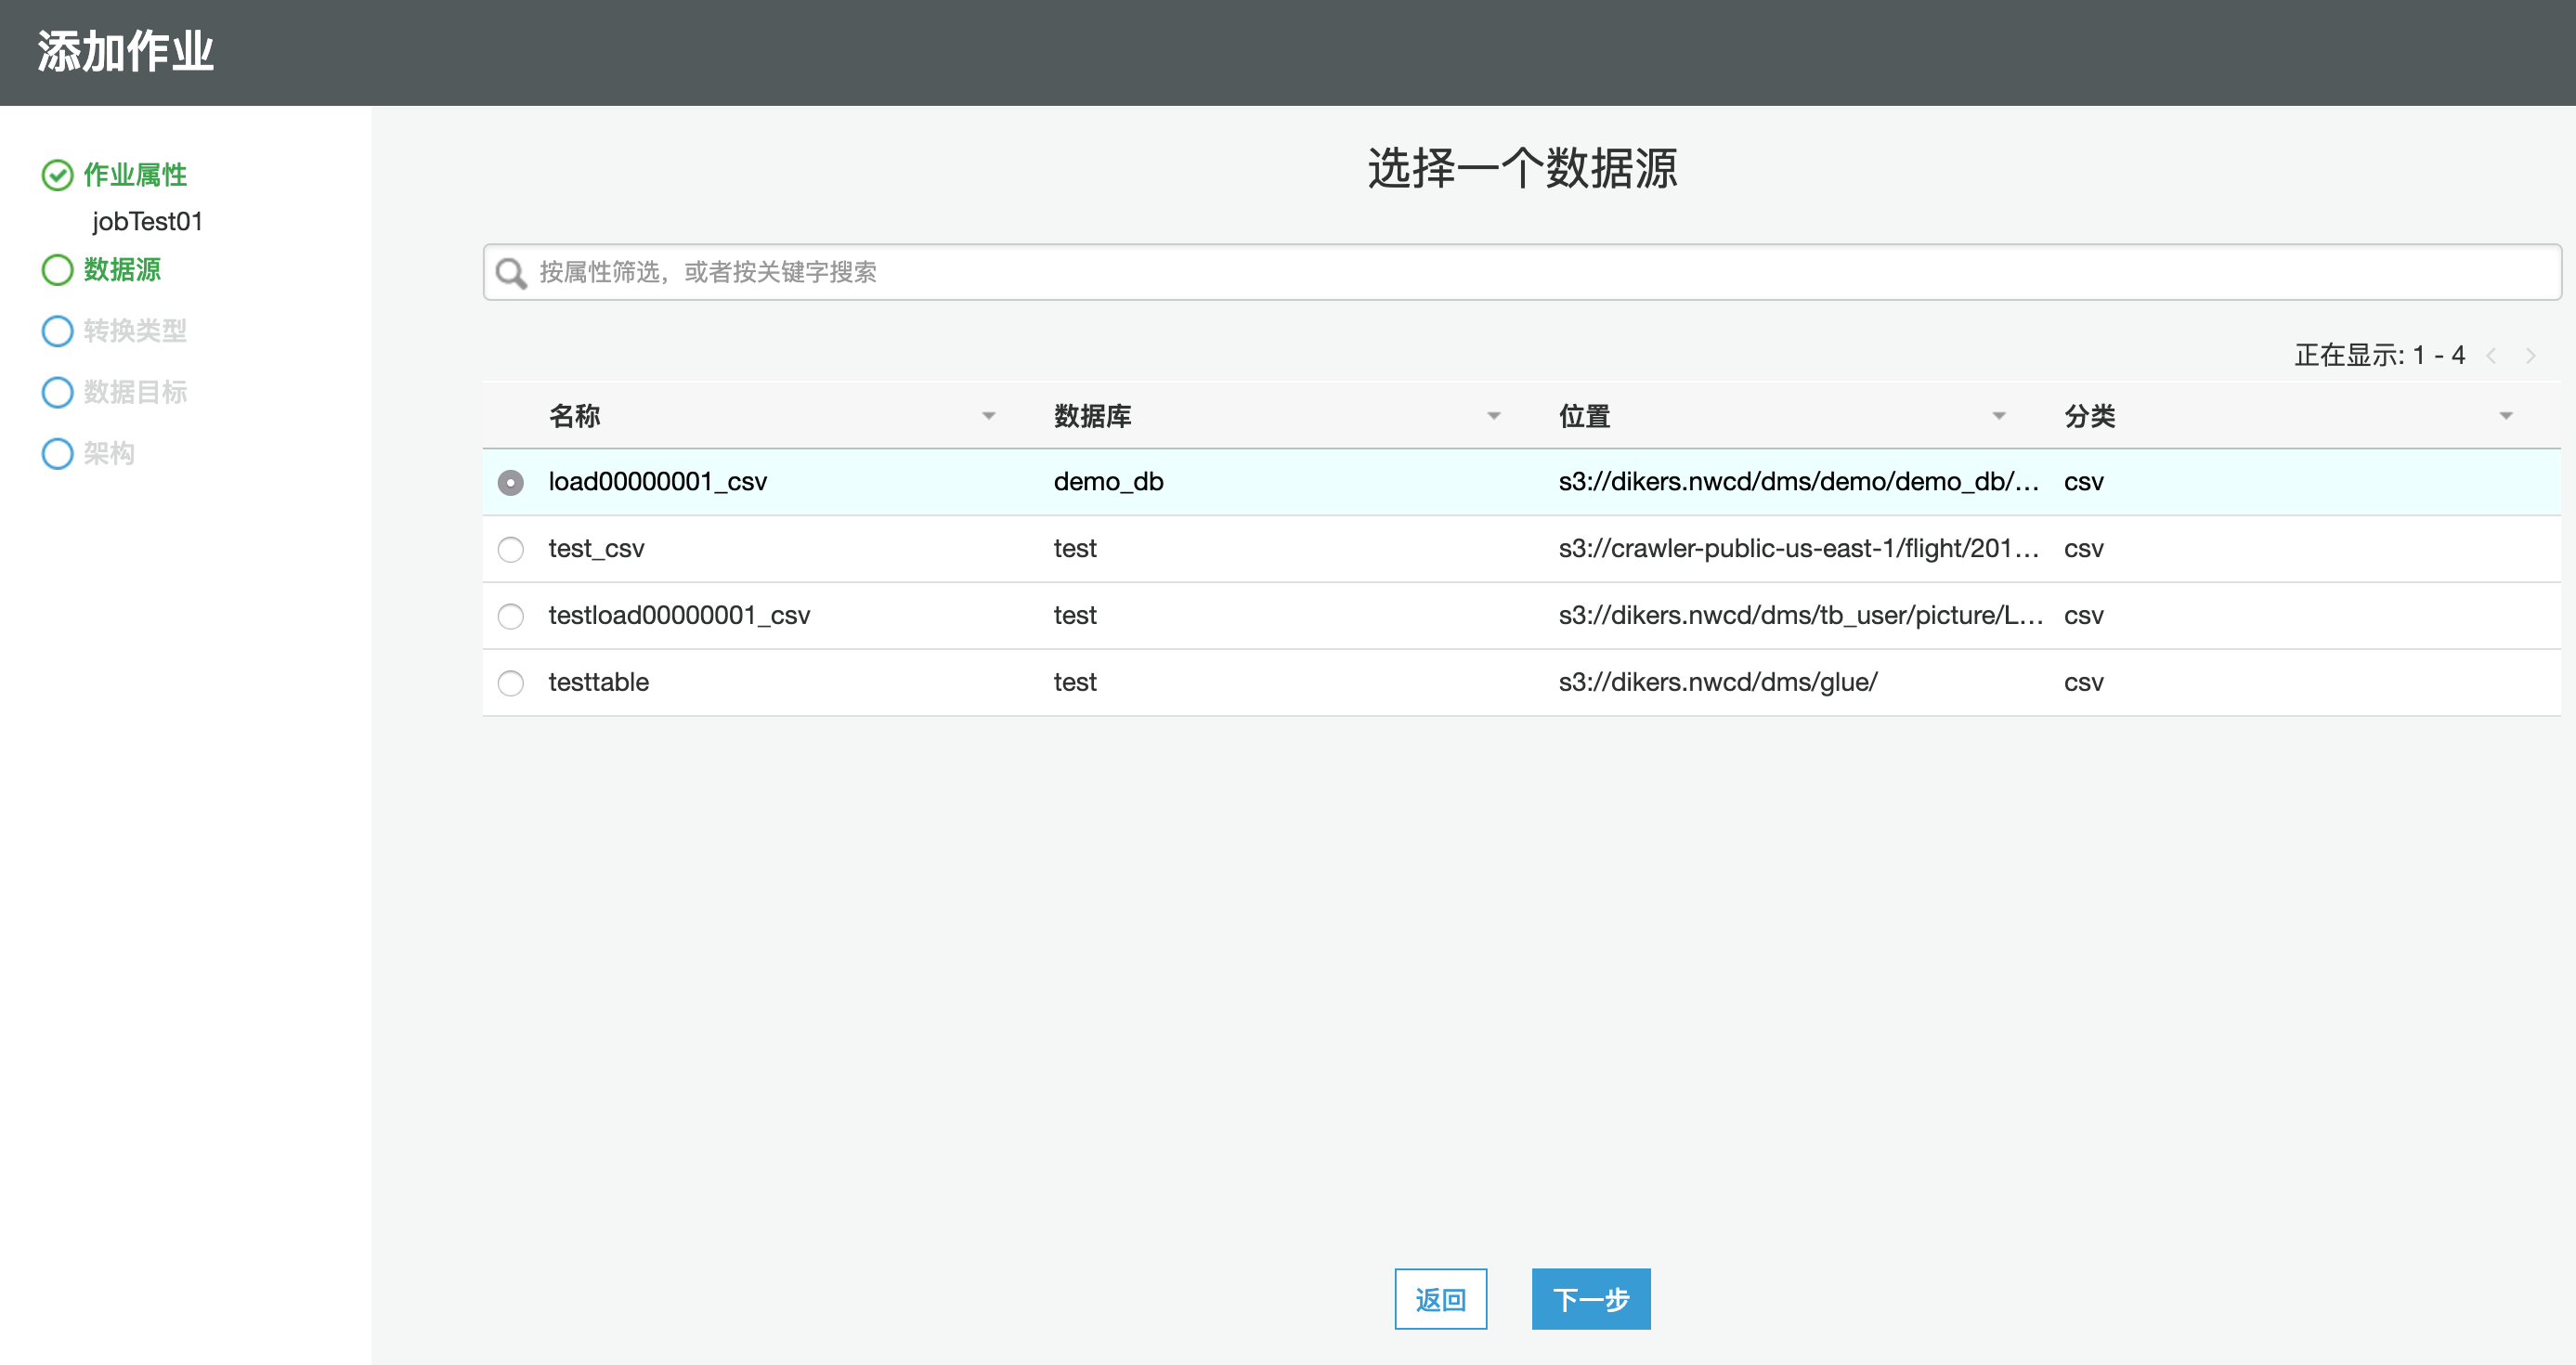 添加作业
作业属性
jobTest01
数据源
转换类型
数据目标
架构
选择一个数据源
按属性筛选，或者按关键字搜索
正在显示: 1 - 4
名称 数据库 位置 分类
load00000001_csv demo_db s3://dikers.nwcd/dms/demo/demo_db/... csv
test_csv test s3://crawler-public-us-east-1/flight/201... csv
testload00000001_csv test s3://dikers.nwcd/dms/tb_user/picture/L... csv
testtable test s3://dikers.nwcd/dms/glue/ csv
返回 下一步